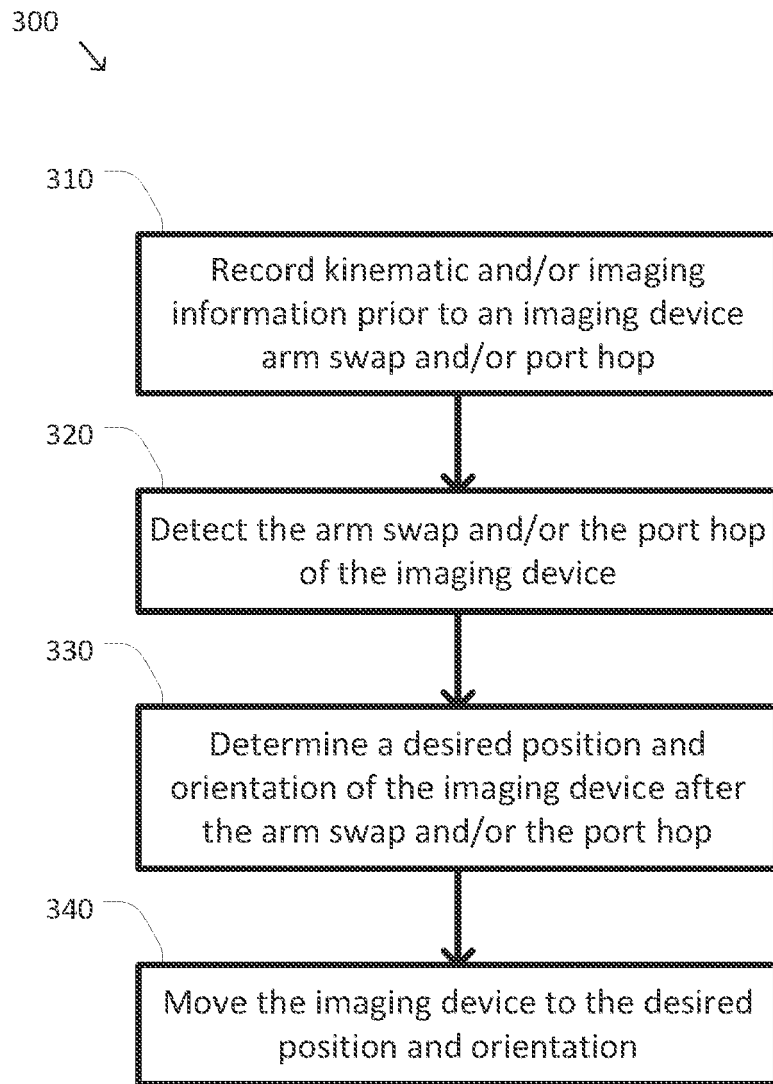 300
310
Record kinematic and/or imaging
information prior to an imaging device
arm swap and/or port hop
320
Detect the arm swap and/or the port hop
of the imaging device
330
Determine a desired position and
orientation of the imaging device after
the arm swap and/or the port hop
340
Move the imaging device to the desired
position and orientation